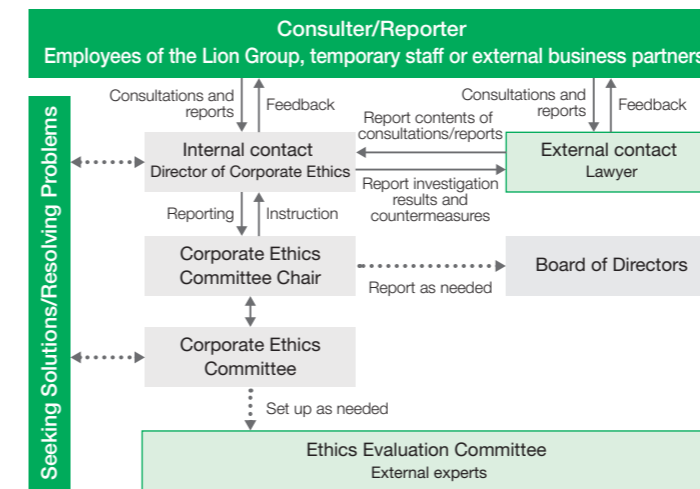 Consulter/Reporter
Employees of the Lion Group, temporary staff or external business partners
Seeking Solutions/Resolving Problems
Consultations and
reports
Feedback
Report contents of
consultations/reports
Consultations and
reports
Feedback
Internal contact
Director of Corporate Ethics
External contact
Lawyer
Report investigation
results and
countermeasures
Reporting
Instruction
Corporate Ethics
Committee Chair
Report as needed
Board of Directors
Corporate Ethics
Committee
Set up as needed
Ethics Evaluation Committee
External experts